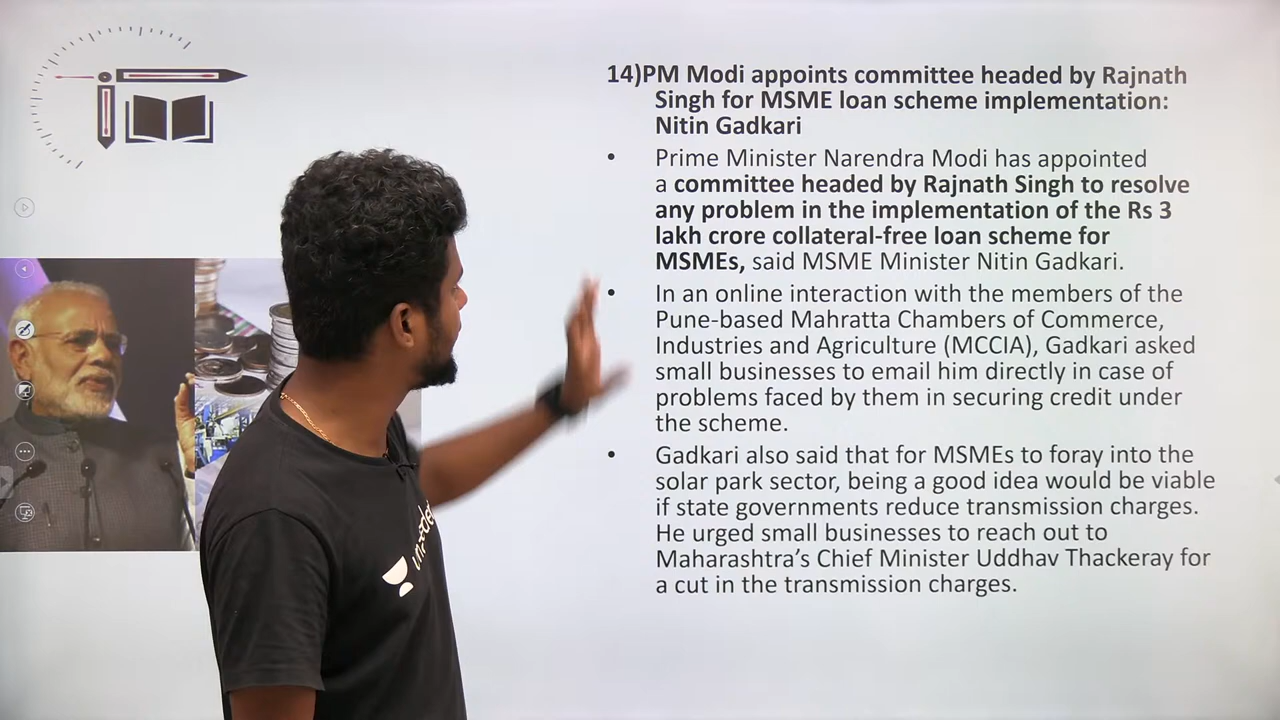 14)PM Modi appoints committee headed by Rajnath
Singh for MSME loan scheme implementation:
Nitin Gadkari
• Prime Minister Narendra Modi has appointed
a committee headed by Rajnath Singh to resolve
any problem in the implementation of the Rs 3
lakh crore collateral-free loan scheme for
MSMEs, said MSME Minister Nitin Gadkari.
• In an online interaction with the members of the
Pune-based Mahratta Chambers of Commerce,
Industries and Agriculture (MCCIA), Gadkari asked
small businesses to email him directly in case of
problems faced by them in securing credit under
the scheme.
• Gadkari also said that for MSMEs to foray into the
solar park sector, being a good idea would be viable
if state governments reduce transmission charges.
He urged small businesses to reach out to
Maharashtra’s Chief Minister Uddhav Thackeray for
a cut in the transmission charges.